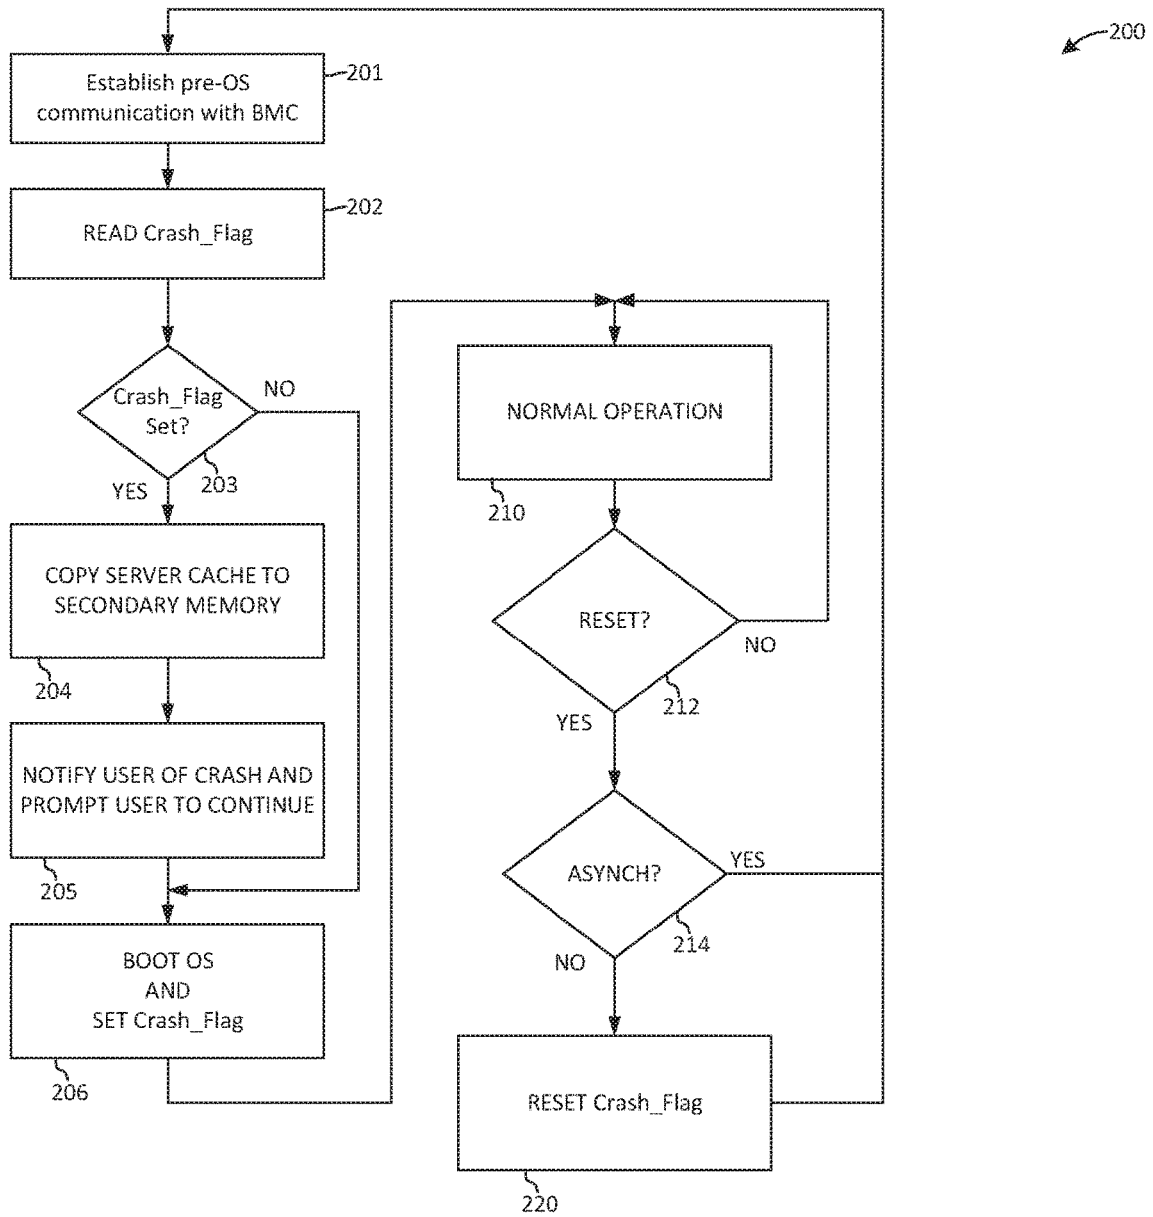 200
Establish pre-OS
communication with BMC
201
READ Crash_Flag
202
Crash_Flag
Set?
NO
YES
203
COPY SERVER CACHE TO
SECONDARY MEMORY
204
NOTIFY USER OF CRASH AND
PROMPT USER TO CONTINUE
205
BOOT OS
AND
SET Crash_Flag
206
NORMAL OPERATION
210
RESET?
NO
212
YES
ASYNCH?
YES
214
NO
RESET Crash_Flag
220